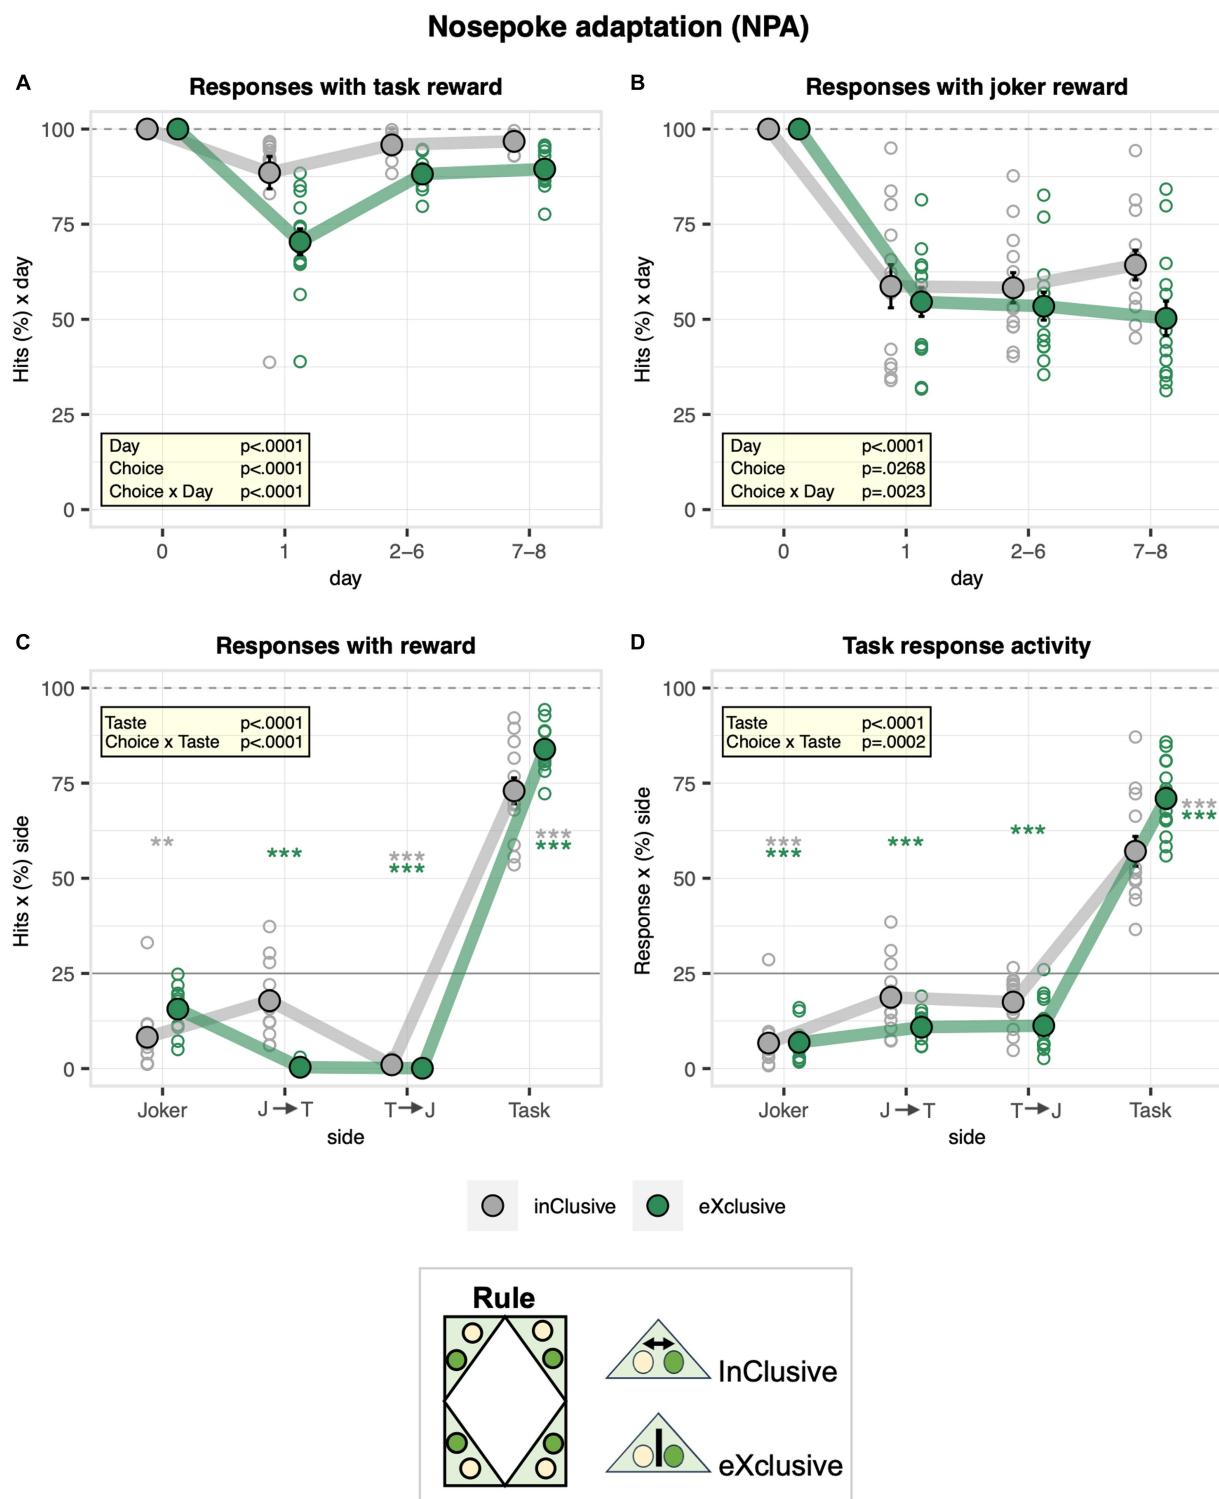 Nosepoke adaptation (NPA)
A
Responses with task reward
Hits (%) x day
100
75
50
25
0
Day p<.0001
Choice p<.0001
Choice x Day p<.0001
0 1 2–6 7–8
day
B
Responses with joker reward
Hits (%) x day
100
75
50
25
0
Day p<.0001
Choice p=.0268
Choice x Day p=.0023
0 1 2–6 7–8
day
C
Responses with reward
Hits x (%) side
100
75
50
25
0
Taste p<.0001
Choice x Taste p<.0001
** *** *** ***
*** ***
Joker J→T T→J Task
side
D
Task response activity
Response x (%) side
100
75
50
25
0
Taste p<.0001
Choice x Taste p=.0002
*** *** *** ***
*** ***
Joker J→T T→J Task
side
inClusive eXclusive
Rule
InClusive
eXclusive